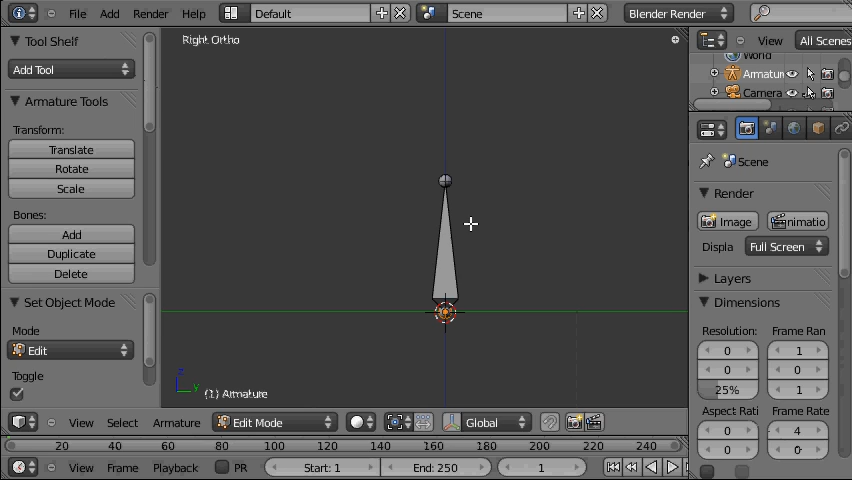 File Add Render Help Default Scene Blender Render
Tool Shelf
Add Tool
Armature Tools
Transform:
Translate
Rotate
Scale
Bones:
Add
Duplicate
Delete
Set Object Mode
Mode
Edit
Toggle
Right Ortho
z
y
(1) Armature
View Select Armature Edit Mode Global
20 40 60 80 100 120 140 160 180 200 220 240
View Frame Playback PR Start: 1 End: 250 1
View All Scenes
World
Armatur
Camera
Scene
Render
Image nimatio
Displa Full Screen
Layers
Dimensions
Resolution: Frame Ran
0 1
0 0
25% 1
Aspect Rati Frame Rate
0 4
0 0